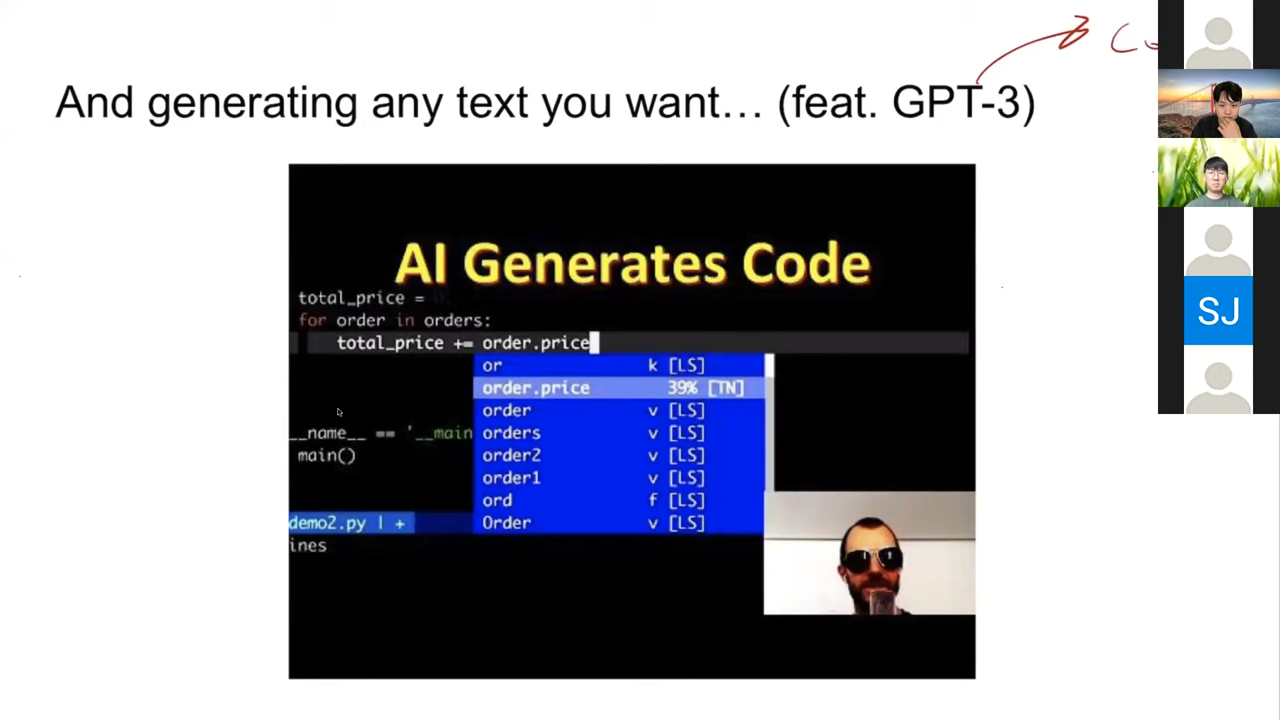 And generating any text you want… (feat. GPT-3)
AI Generates Code
total_price =
for order in orders:
total_price += order.price
or k [LS]
order.price 39% [TN]
order v [LS]
__name__ == '__main
orders v [LS]
main()
order2 v [LS]
order1 v [LS]
ord f [LS]
demo2.py | +
Order v [LS]
ines
SJ